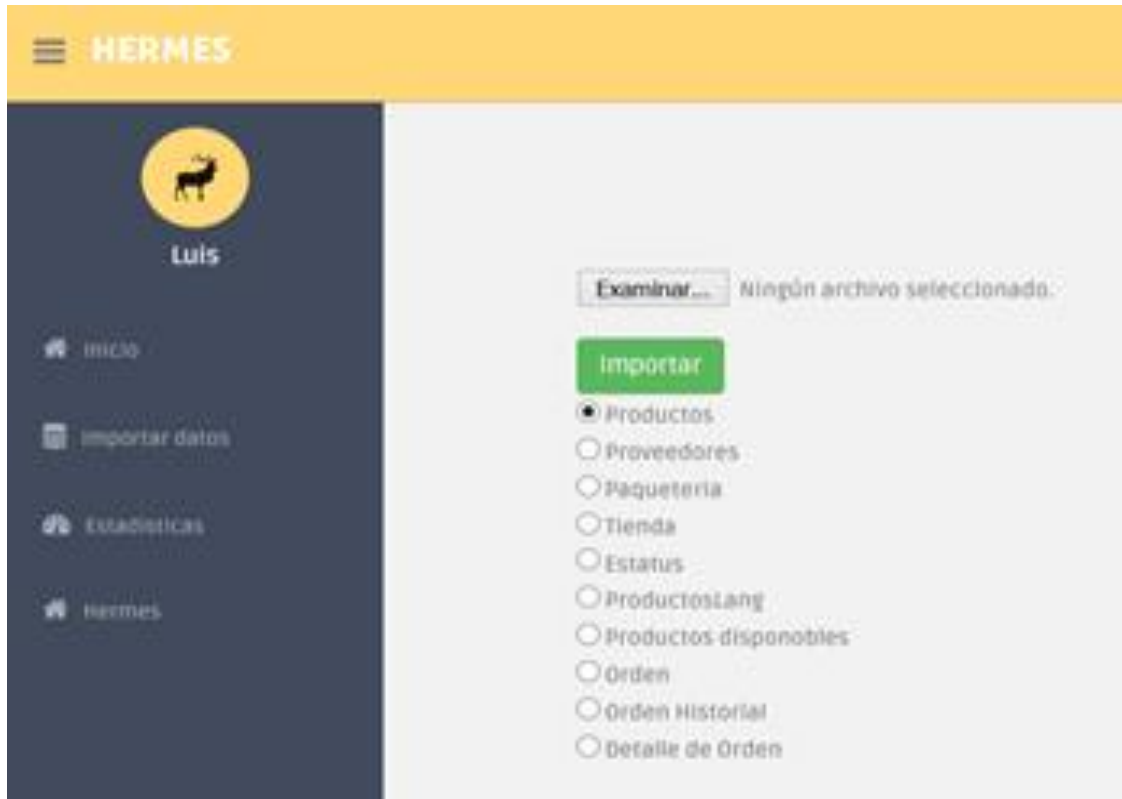 HERMES
Luis
Inicio
Importar datos
Estadísticas
Hermes
Examinar... Ningún archivo seleccionado.
Importar
Productos
Proveedores
Paqueteria
Tienda
Estatus
ProductosLang
Productos disponobles
Orden
Orden Historial
Detalle de Orden